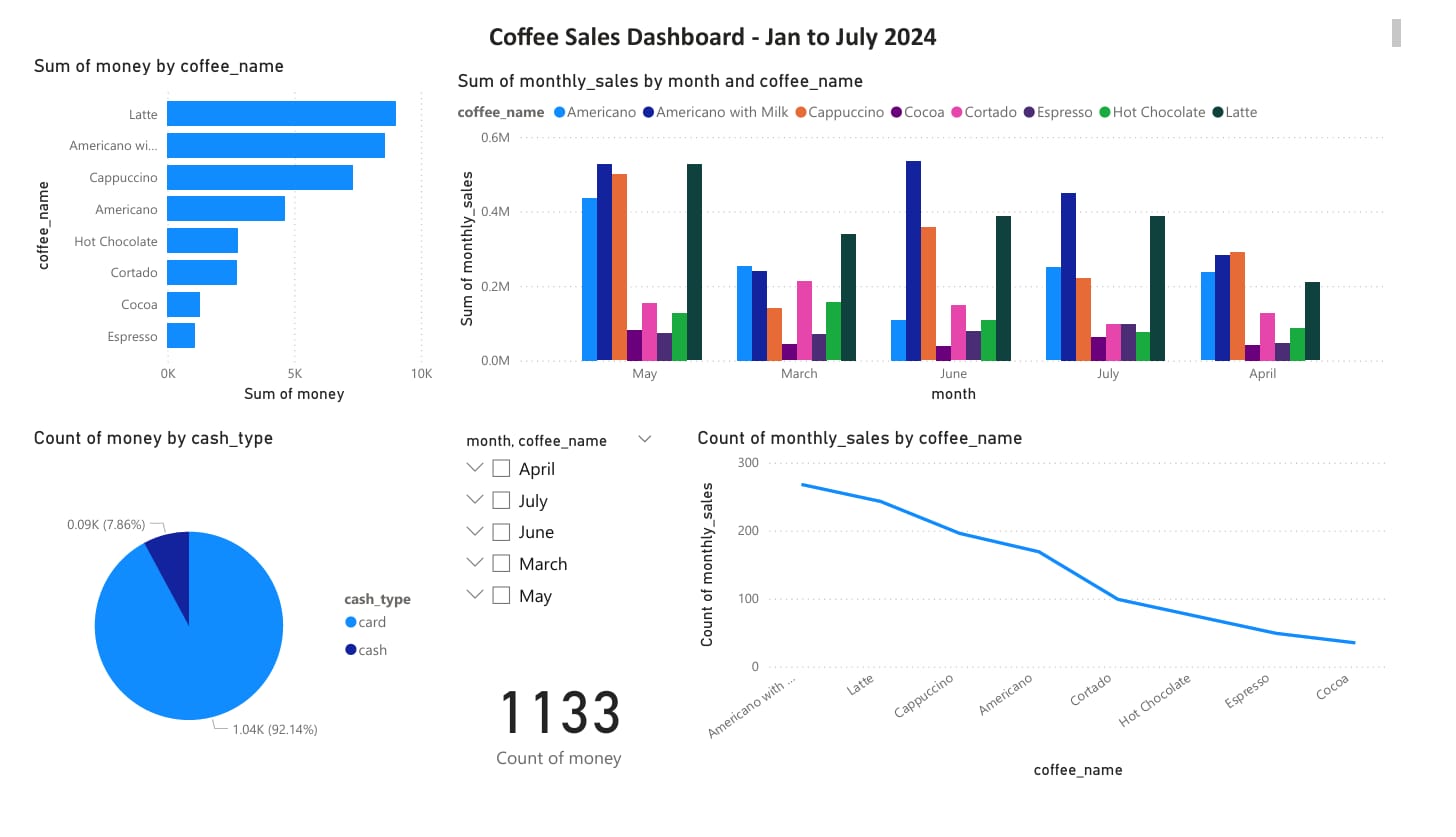 Coffee Sales Dashboard - Jan to July 2024
Sum of money by coffee_name
coffee_name
Latte
Americano wi...
Cappuccino
Americano
Hot Chocolate
Cortado
Cocoa
Espresso
0K 5K 10K
Sum of money
Sum of monthly_sales by month and coffee_name
coffee_name Americano Americano with Milk Cappuccino Cocoa Cortado Espresso Hot Chocolate Latte
Sum of monthly_sales
0.6M
0.4M
0.2M
0.0M
May March June July April
month
Count of money by cash_type
0.09K (7.86%)
1.04K (92.14%)
cash_type
card
cash
month, coffee_name
April
July
June
March
May
1133
Count of money
Count of monthly_sales by coffee_name
Count of monthly_sales
300
200
100
0
Americano with ... Latte Cappuccino Americano Cortado Hot Chocolate Espresso Cocoa
coffee_name